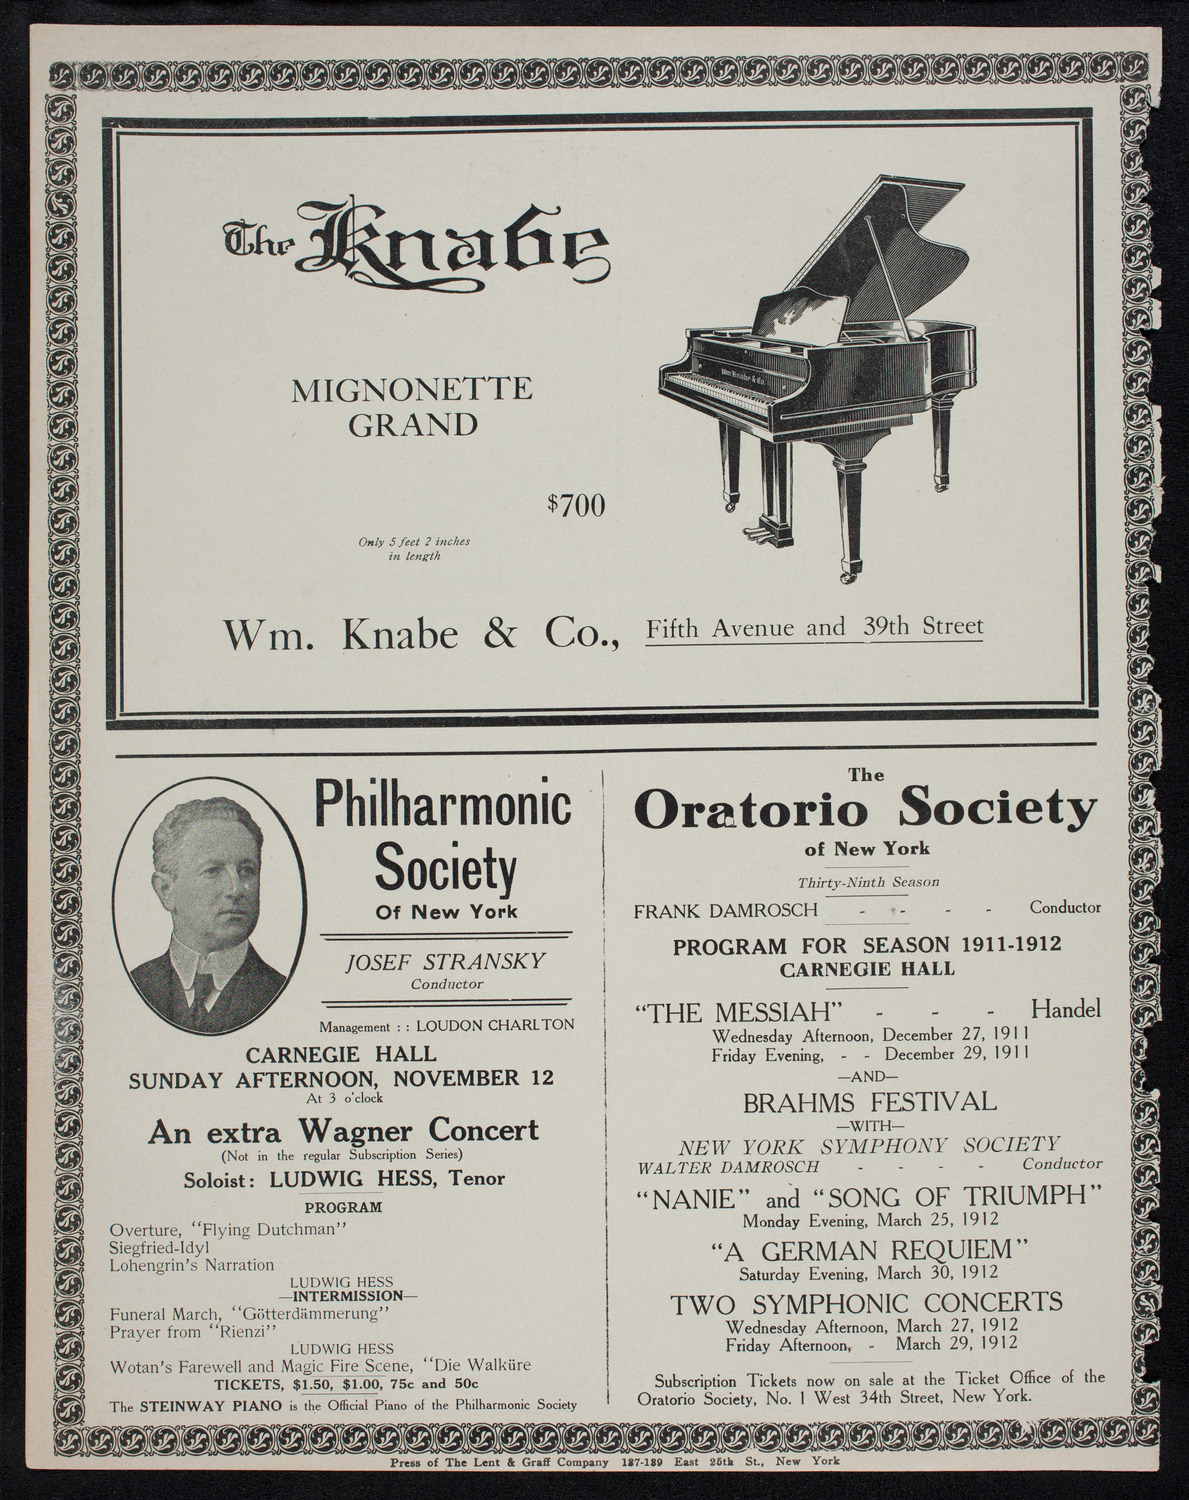 The Knabe
MIGNONETTE
GRAND
$700
Only 5 feet 2 inches
in length
Wm. Knabe & Co.
Wm. Knabe & Co., Fifth Avenue and 39th Street
Philharmonic
Society
Of New York
JOSEF STRANSKY
Conductor
Management : : LOUDON CHARLTON
CARNEGIE HALL
SUNDAY AFTERNOON, NOVEMBER 12
At 3 o'clock
An extra Wagner Concert
(Not in the regular Subscription Series)
Soloist: LUDWIG HESS, Tenor
PROGRAM
Overture, "Flying Dutchman"
Siegfried-Idyl
Lohengrin's Narration
LUDWIG HESS
—INTERMISSION—
Funeral March, "Götterdämmerung"
Prayer from "Rienzi"
LUDWIG HESS
Wotan's Farewell and Magic Fire Scene, "Die Walküre
TICKETS, $1.50, $1.00, 75c and 50c
The STEINWAY PIANO is the Official Piano of the Philharmonic Society
The
Oratorio Society
of New York
Thirty-Ninth Season
FRANK DAMROSCH - - - - Conductor
PROGRAM FOR SEASON 1911-1912
CARNEGIE HALL
"THE MESSIAH" - - - Handel
Wednesday Afternoon, December 27, 1911
Friday Evening, - - December 29, 1911
—AND—
BRAHMS FESTIVAL
—WITH—
NEW YORK SYMPHONY SOCIETY
WALTER DAMROSCH - - - - Conductor
"NANIE" and "SONG OF TRIUMPH"
Monday Evening, March 25, 1912
"A GERMAN REQUIEM"
Saturday Evening, March 30, 1912
TWO SYMPHONIC CONCERTS
Wednesday Afternoon, March 27, 1912
Friday Afternoon, - March 29, 1912
Subscription Tickets now on sale at the Ticket Office of the
Oratorio Society, No. 1 West 34th Street, New York.
Press of The Lent & Graff Company 137-139 East 25th St., New York